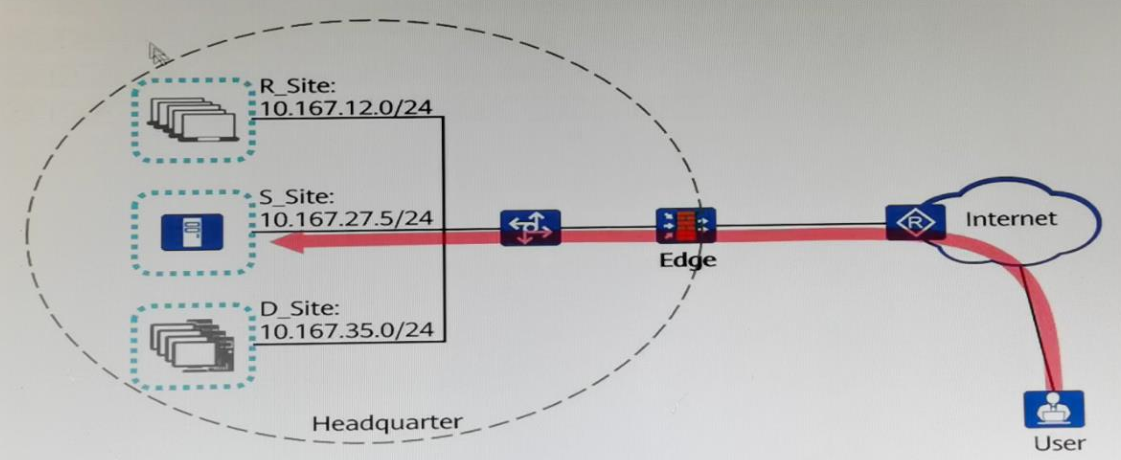 R_Site:
10.167.12.0/24
S_Site:
10.167.27.5/24
R
Internet
Edge
D_Site:
10.167.35.0/24
Headquarter
User